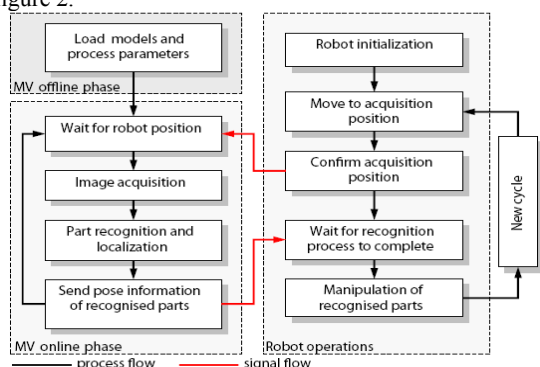 igure 2.
Load models and
process parameters
MV offline phase
Wait for robot position
Image acquisition
Part recognition and
localization
Send pose information
of recognised parts
MV online phase
Robot initialization
Move to acquisition
position
Confirm acquisition
position
Wait for recognition
process to complete
Manipulation of
recognised parts
Robot operations
New cycle
process flow
signal flow